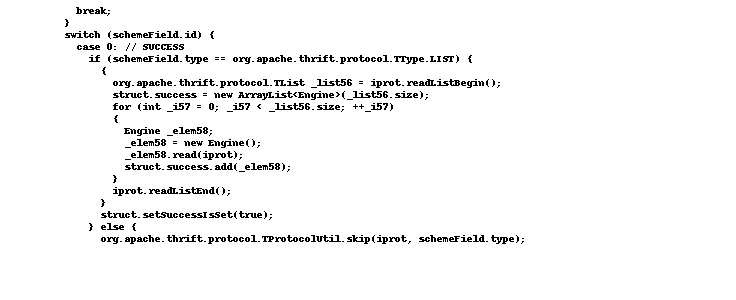 break;
}
switch (schemeField.id) {
case 0: // SUCCESS
if (schemeField.type == org.apache.thrift.protocol.TType.LIST) {
{
org.apache.thrift.protocol.TList _list56 = iprot.readListBegin();
struct.success = new ArrayList<Engine>(_list56.size);
for (int _i57 = 0; _i57 < _list56.size; ++_i57)
{
Engine _elem58;
_elem58 = new Engine();
_elem58.read(iprot);
struct.success.add(_elem58);
}
iprot.readListEnd();
}
struct.setSuccessIsSet(true);
} else {
org.apache.thrift.protocol.TProtocolUtil.skip(iprot, schemeField.type);